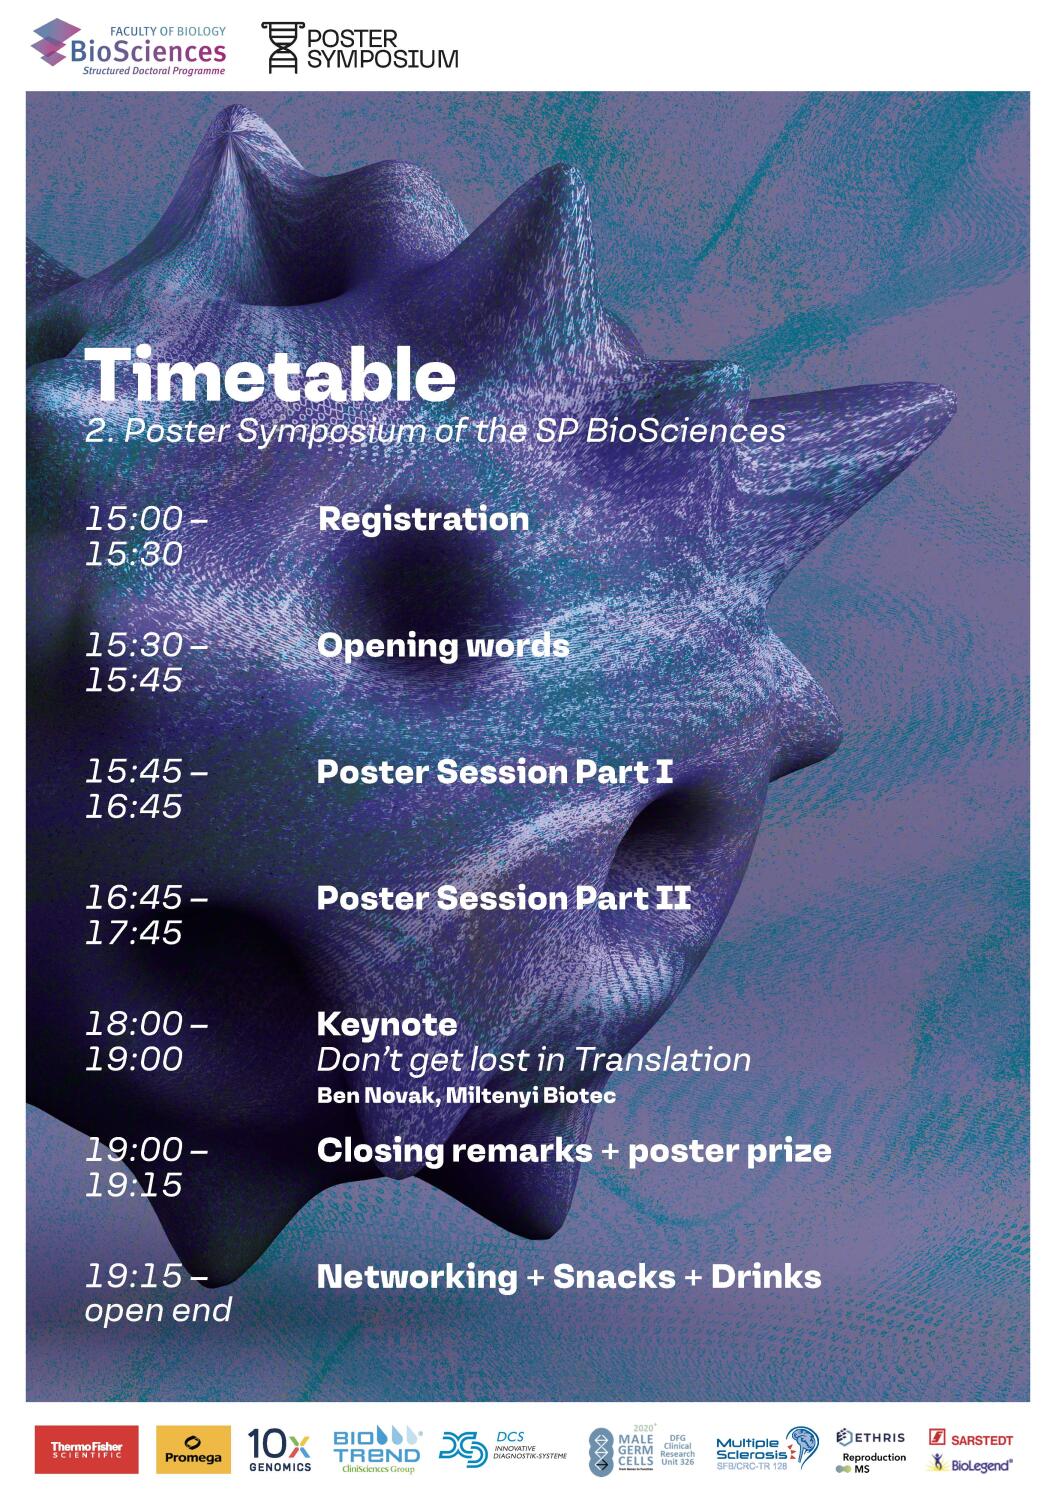 FACULTY OF BIOLOGY
BioSciences
Structured Doctoral Programme
POSTER
SYMPOSIUM
Timetable
2. Poster Symposium of the SP BioSciences
15:00 – Registration
15:30
15:30 – Opening words
15:45
15:45 – Poster Session Part I
16:45
16:45 – Poster Session Part II
17:45
18:00 – Keynote
19:00 Don't get lost in Translation
Ben Novak, Miltenyi Biotec
19:00 – Closing remarks + poster prize
19:15
19:15 – Networking + Snacks + Drinks
open end
ThermoFisher
SCIENTIFIC
Promega
10x
GENOMICS
BIO
TREND
CliniSciences Group
DCS
INNOVATIVE
DIAGNOSTIK-SYSTEME
2020+
MALE
GERM
CELLS
from Genes to Function
DFG
Clinical
Research
Unit 326
Multiple
Sclerosis
SFB/CRC-TR 128
ETHRIS
Reproduction
MS
SARSTEDT
BioLegend®